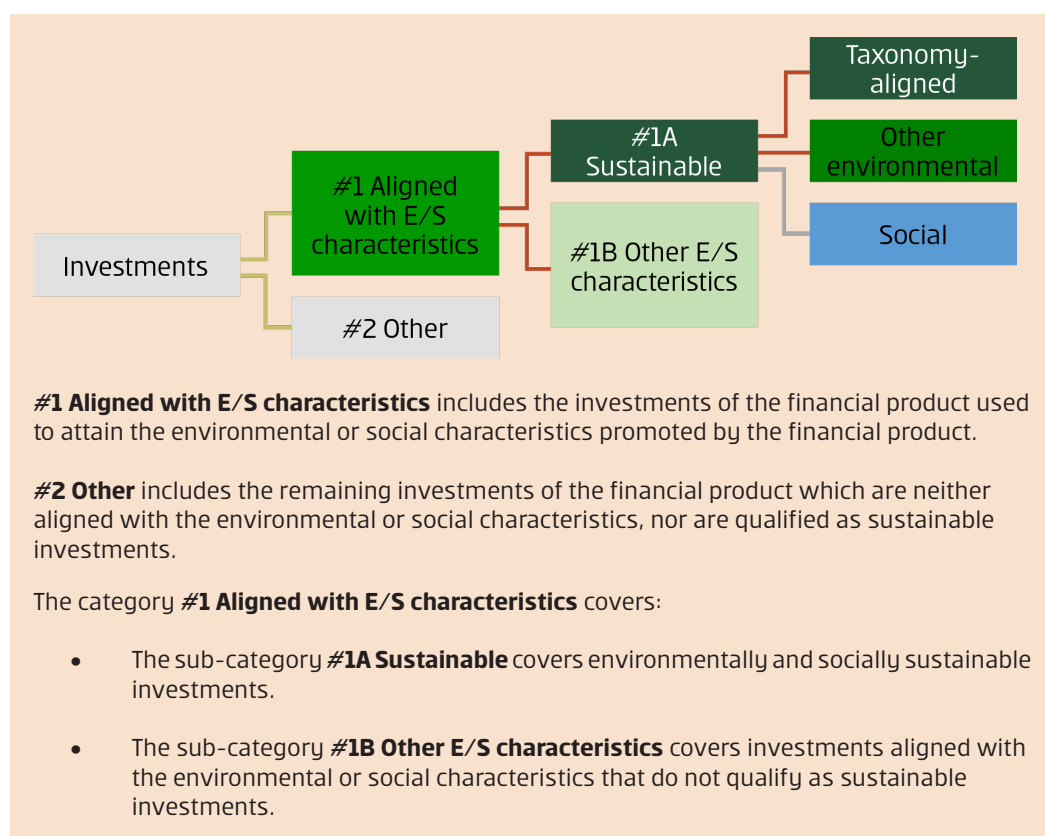 Taxonomy-
aligned
#1A
Sustainable
Other
environmental
#1 Aligned
with E/S
characteristics
Social
#1B Other E/S
characteristics
Investments
#2 Other
#1 Aligned with E/S characteristics includes the investments of the financial product used
to attain the environmental or social characteristics promoted by the financial product.
#2 Other includes the remaining investments of the financial product which are neither
aligned with the environmental or social characteristics, nor are qualified as sustainable
investments.
The category #1 Aligned with E/S characteristics covers:
• The sub-category #1A Sustainable covers environmentally and socially sustainable
investments.
• The sub-category #1B Other E/S characteristics covers investments aligned with
the environmental or social characteristics that do not qualify as sustainable
investments.